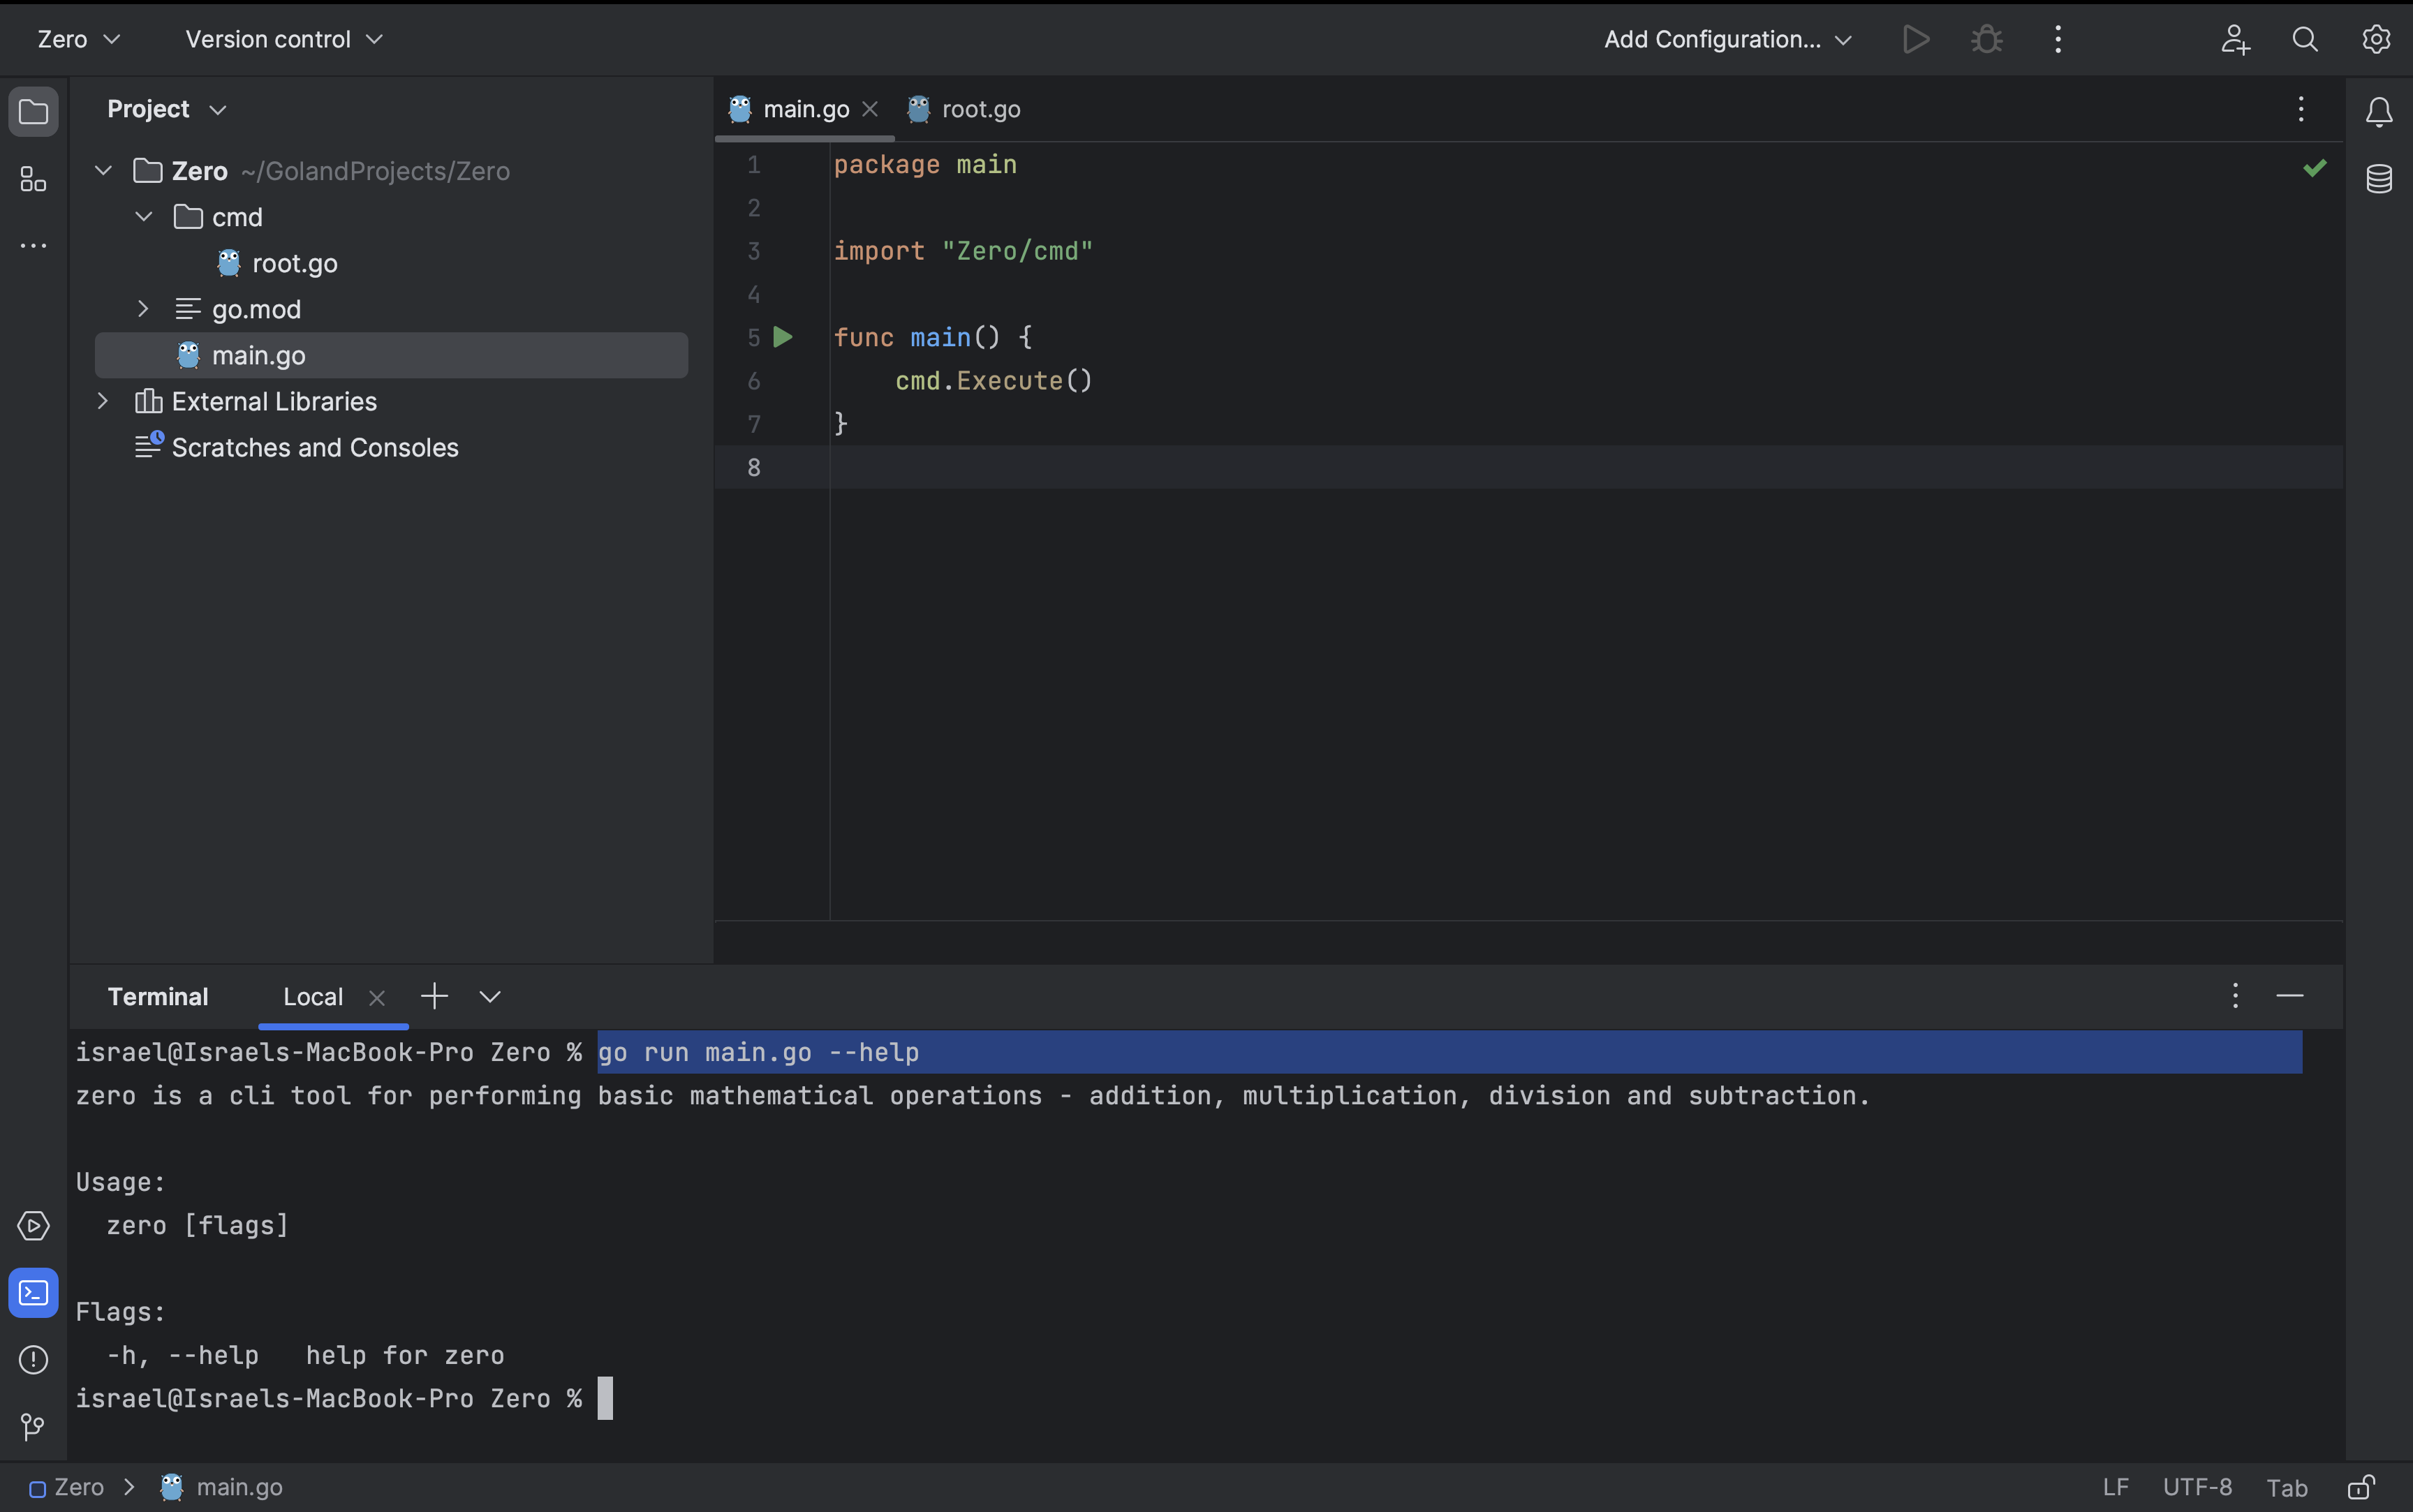 Zero Version control Add Configuration...
Project
main.go root.go
Zero ~/GolandProjects/Zero
cmd
root.go
go.mod
main.go
External Libraries
Scratches and Consoles
1 package main
2
3 import "Zero/cmd"
4
5 func main() {
6 cmd.Execute()
7 }
8
Terminal Local
israel@Israels-MacBook-Pro Zero % go run main.go --help
zero is a cli tool for performing basic mathematical operations - addition, multiplication, division and subtraction.
Usage:
zero [flags]
Flags:
-h, --help help for zero
israel@Israels-MacBook-Pro Zero %
Zero > main.go LF UTF-8 Tab